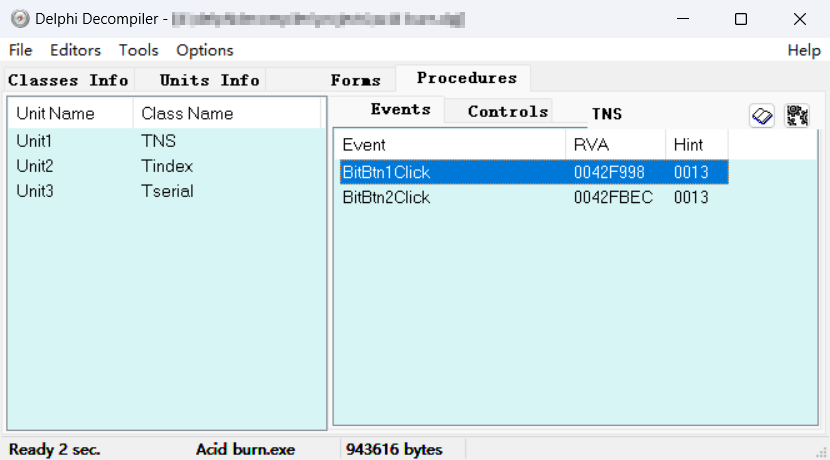 Delphi Decompiler -
File Editors Tools Options Help
Classes Info Units Info Forms Procedures
Unit Name Class Name
Unit1 TNS
Unit2 Tindex
Unit3 Tserial
Events Controls TNS
Event RVA Hint
BitBtn1Click 0042F998 0013
BitBtn2Click 0042FBEC 0013
Ready 2 sec. Acid burn.exe 943616 bytes